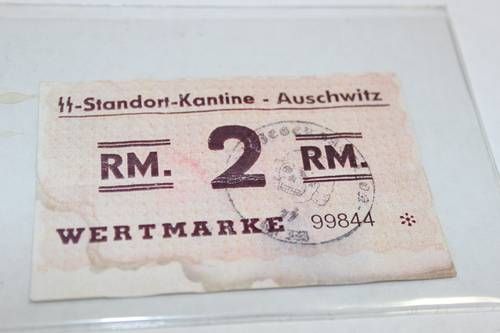 ᛋᛋ-Standort-Kantine - Auschwitz
RM. 2 RM.
WERTMARKE 99844 *